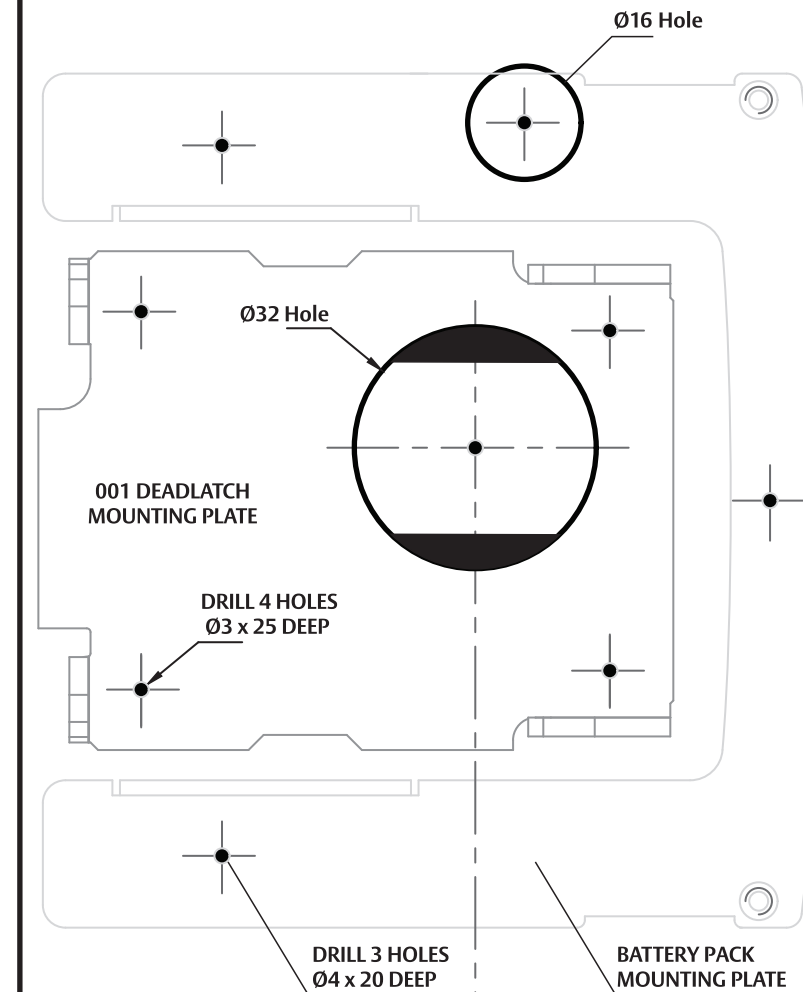 Ø16 Hole
Ø32 Hole
001 DEADLATCH
MOUNTING PLATE
DRILL 4 HOLES
Ø3 x 25 DEEP
DRILL 3 HOLES
Ø4 x 20 DEEP
BATTERY PACK
MOUNTING PLATE